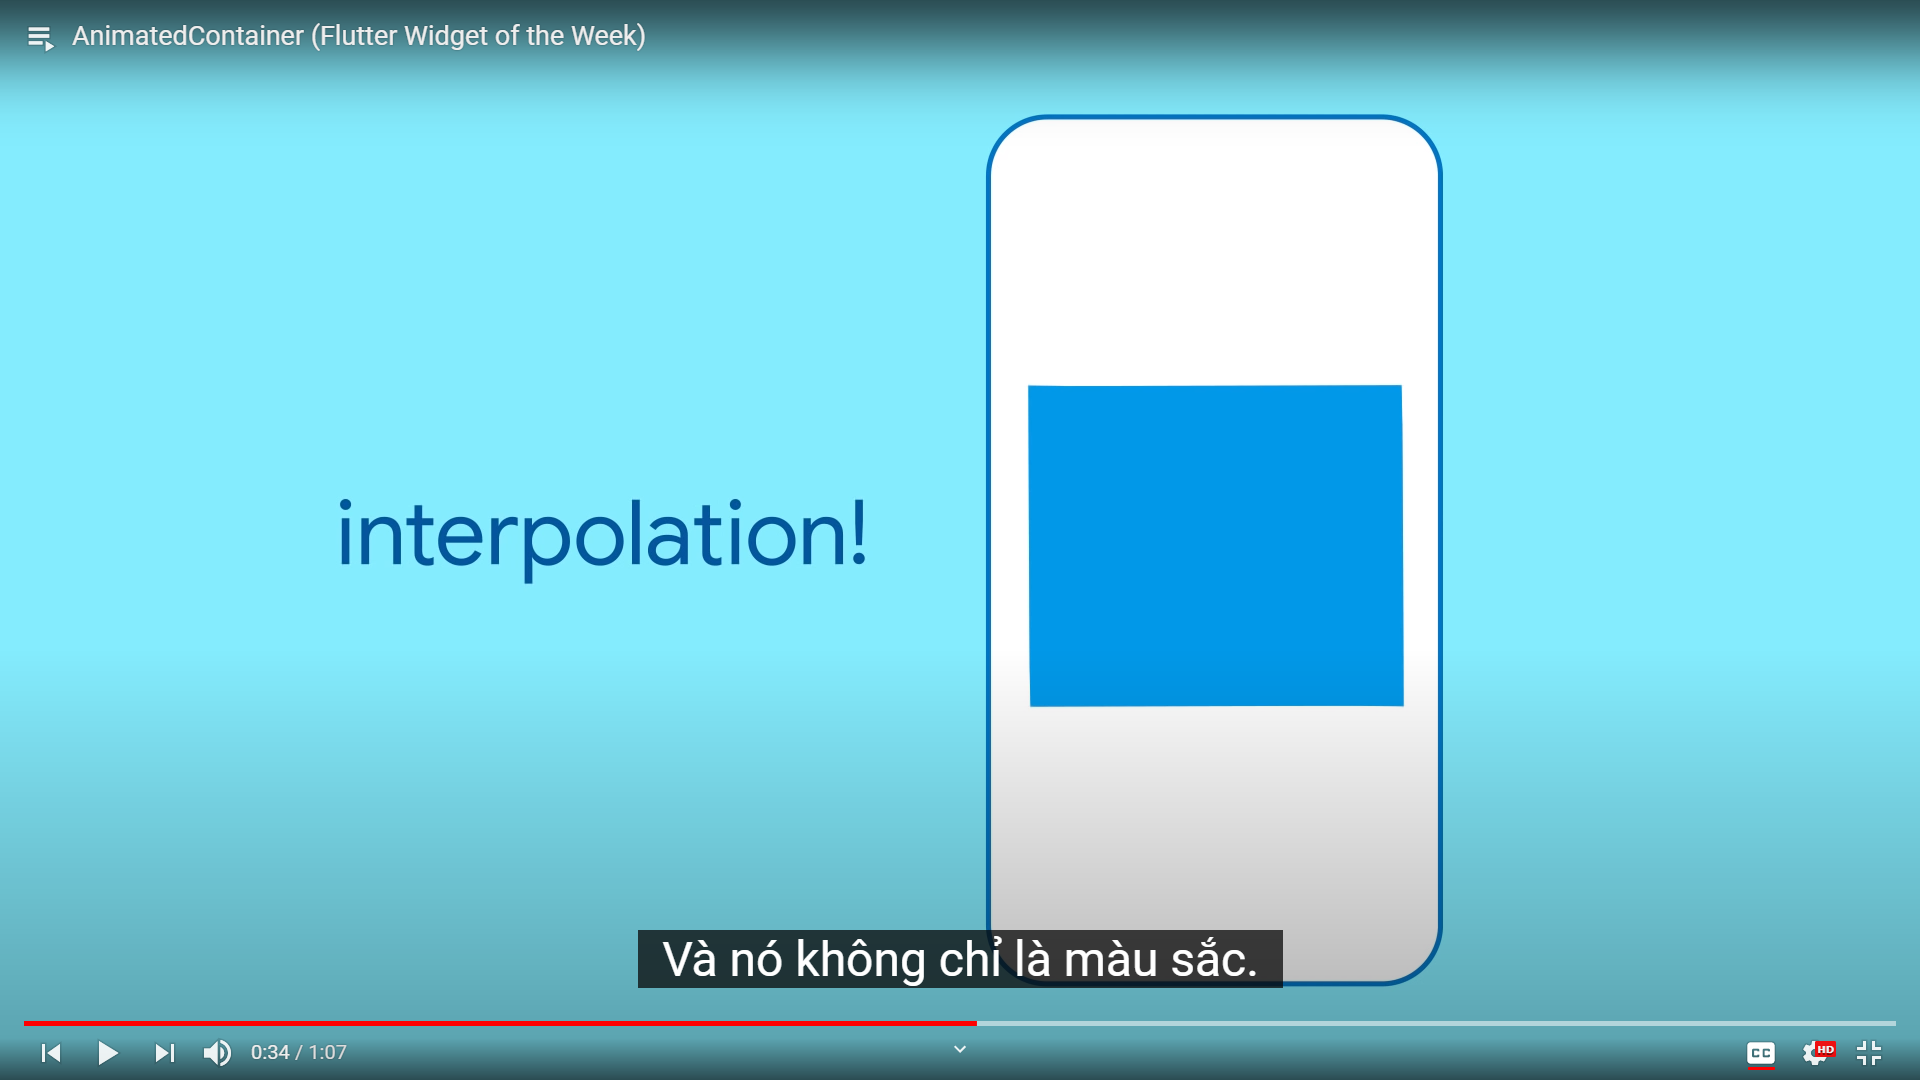 AnimatedContainer (Flutter Widget of the Week)
interpolation!
Và nó không chỉ là màu sắc.
0:34 / 1:07
CC
HD